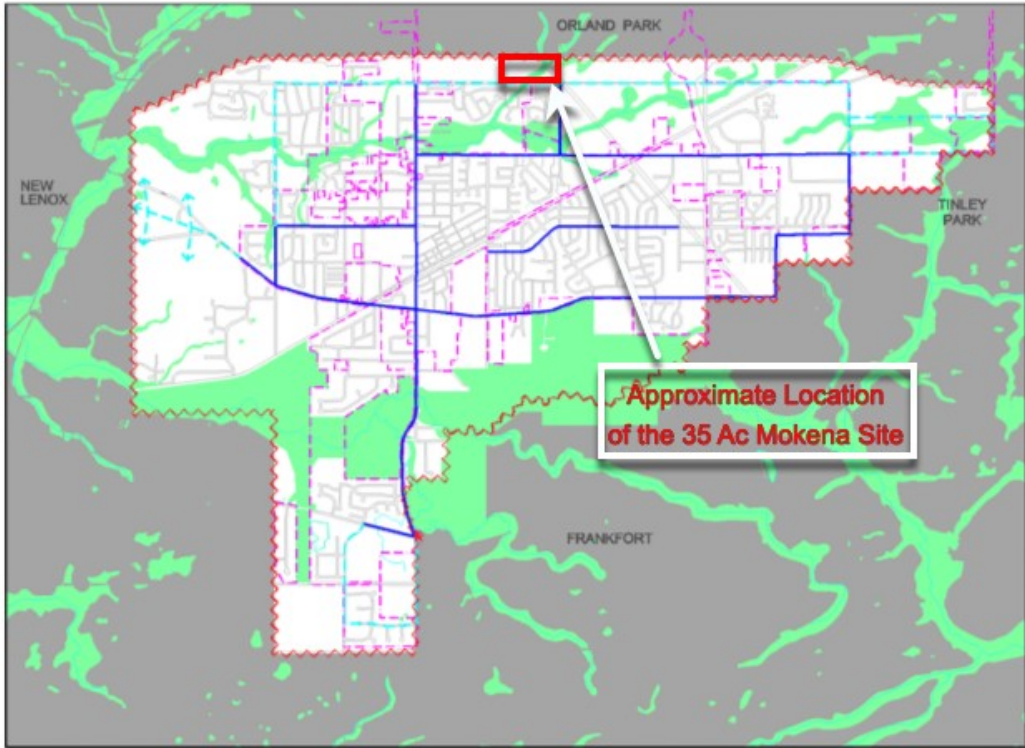 ORLAND PARK
NEW
LENOX
TINLEY
PARK
Approximate Location
of the 35 Ac Mokena Site
FRANKFORT